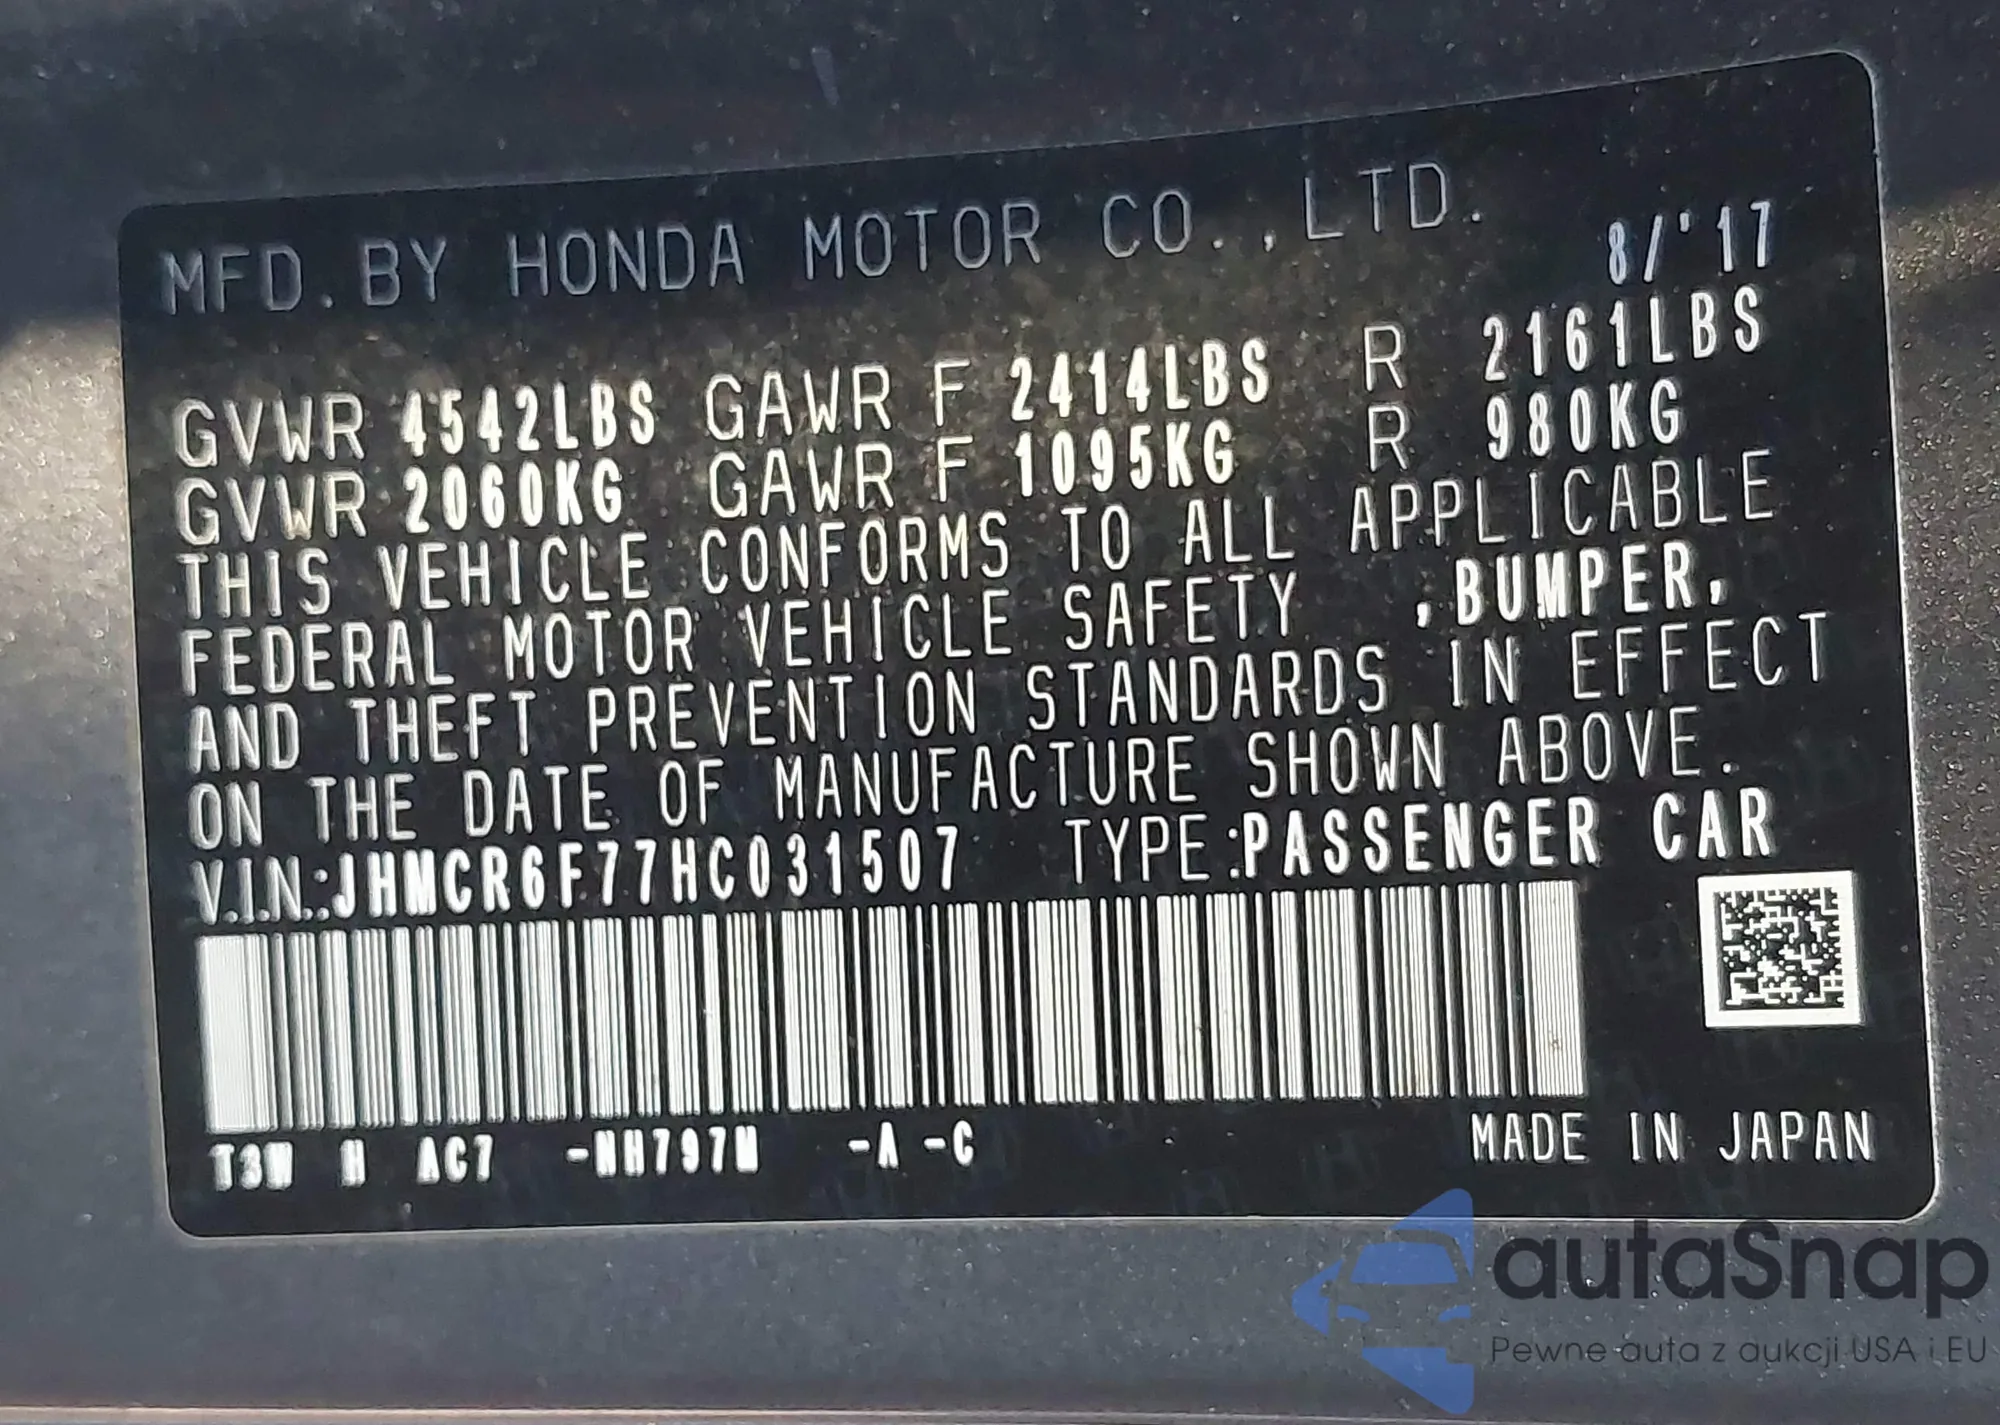 MFD. BY HONDA MOTOR CO., LTD.
8/'17
GVWR 4542LBS GAWR F 2414LBS R 2161LBS
GVWR 2060KG GAWR F 1095KG R 980KG
THIS VEHICLE CONFORMS TO ALL APPLICABLE
FEDERAL MOTOR VEHICLE SAFETY ,BUMPER,
AND THEFT PREVENTION STANDARDS IN EFFECT
ON THE DATE OF MANUFACTURE SHOWN ABOVE.
V.I.N.:JHMCR6F77HC031507 TYPE:PASSENGER CAR
T3W H AC7 -NH797M -A -C
MADE IN JAPAN
autaSnap
Pewne auta z aukcji USA i EU